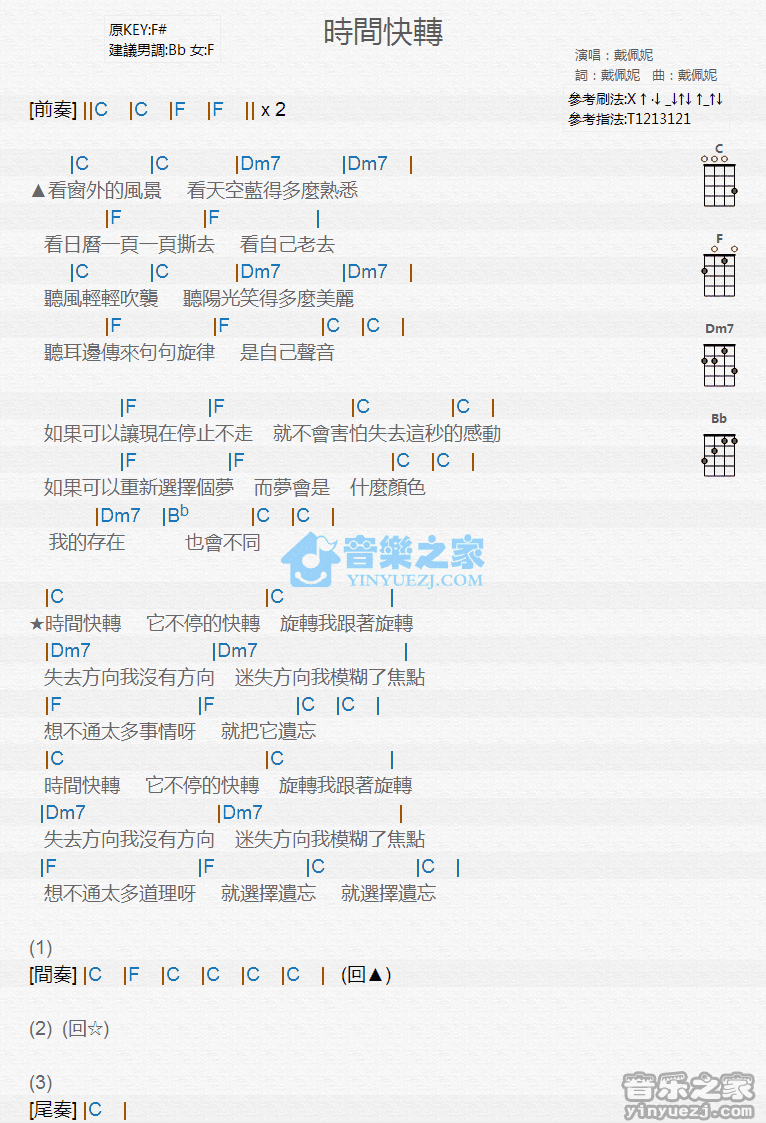 原KEY:F#
建議男調:Bb 女:F
時間快轉
演唱：戴佩妮
詞：戴佩妮 曲：戴佩妮
參考刷法:X↑·↓_↓↑↓↑_↑↓
參考指法:T1213121
[前奏] ||C |C |F |F || x 2
|C |C |Dm7 |Dm7 |
▲看窗外的風景 看天空藍得多麼熟悉
|F |F |
看日曆一頁一頁撕去 看自己老去
|C |C |Dm7 |Dm7 |
聽風輕輕吹襲 聽陽光笑得多麼美麗
|F |F |C |C |
聽耳邊傳來句句旋律 是自己聲音
|F |F |C |C |
如果可以讓現在停止不走 就不會害怕失去這秒的感動
|F |F |C |C |
如果可以重新選擇個夢 而夢會是 什麼顏色
|Dm7 |Bb |C |C |
我的存在 也會不同
|C |C |
★時間快轉 它不停的快轉 旋轉我跟著旋轉
|Dm7 |Dm7 |
失去方向我沒有方向 迷失方向我模糊了焦點
|F |F |C |C |
想不通太多事情呀 就把它遺忘
|C |C |
時間快轉 它不停的快轉 旋轉我跟著旋轉
|Dm7 |Dm7 |
失去方向我沒有方向 迷失方向我模糊了焦點
|F |F |C |C |
想不通太多道理呀 就選擇遺忘 就選擇遺忘
(1)
[間奏] |C |F |C |C |C |C | (回▲)
(2) (回☆)
(3)
[尾奏] |C |
C
F
Dm7
Bb
音樂之家
YINYUEZJ.COM
音乐之家
yinyuezj.com